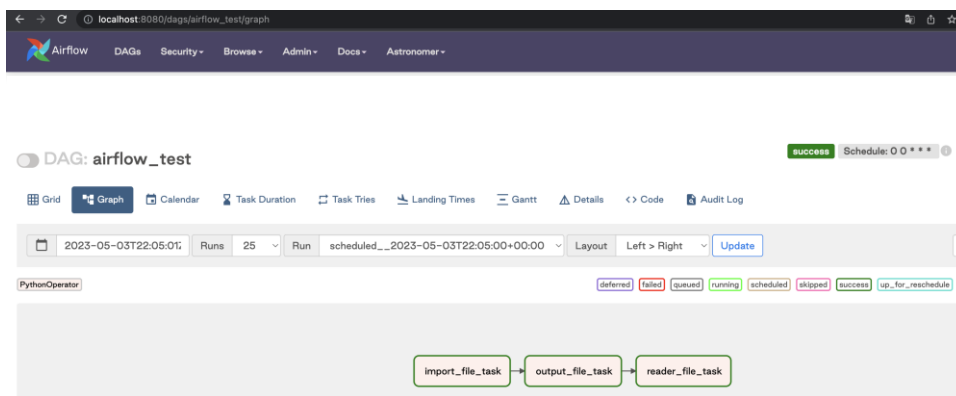 localhost:8080/dags/airflow_test/graph
Airflow DAGs Security Browse Admin Docs Astronomer
DAG: airflow_test
success Schedule: 0 0 * * *
Grid Graph Calendar Task Duration Task Tries Landing Times Gantt Details Code Audit Log
2023-05-03T22:05:01Z Runs 25 Run scheduled__2023-05-03T22:05:00+00:00 Layout Left > Right Update
PythonOperator deferred failed queued running scheduled skipped success up_for_reschedule
import_file_task output_file_task reader_file_task